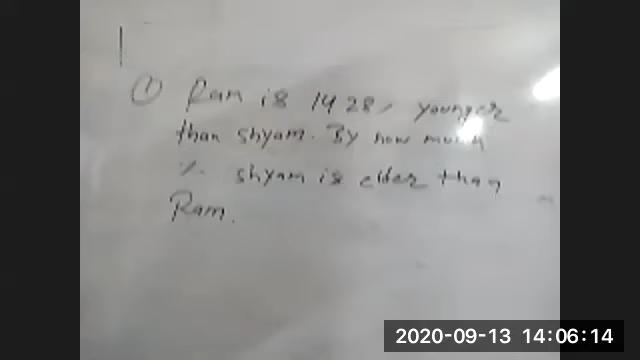 ① Ram is 14 28% younger
than shyam. By how much
% shyam is elder than
Ram.
2020-09-13 14:06:14